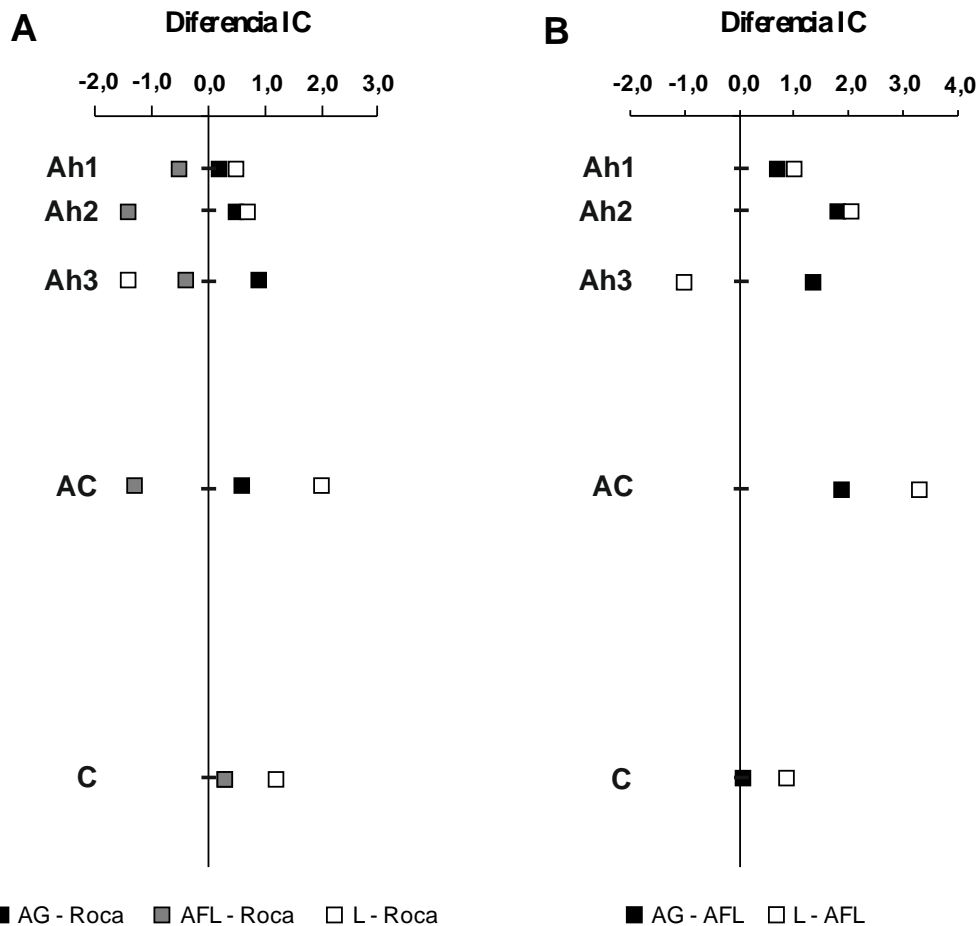 A
Diferencia IC
-2,0 -1,0 0,0 1,0 2,0 3,0
Ah1
Ah2
Ah3
AC
C
AG - Roca AFL - Roca L - Roca
B
Diferencia IC
-2,0 -1,0 0,0 1,0 2,0 3,0 4,0
Ah1
Ah2
Ah3
AC
C
AG - AFL L - AFL